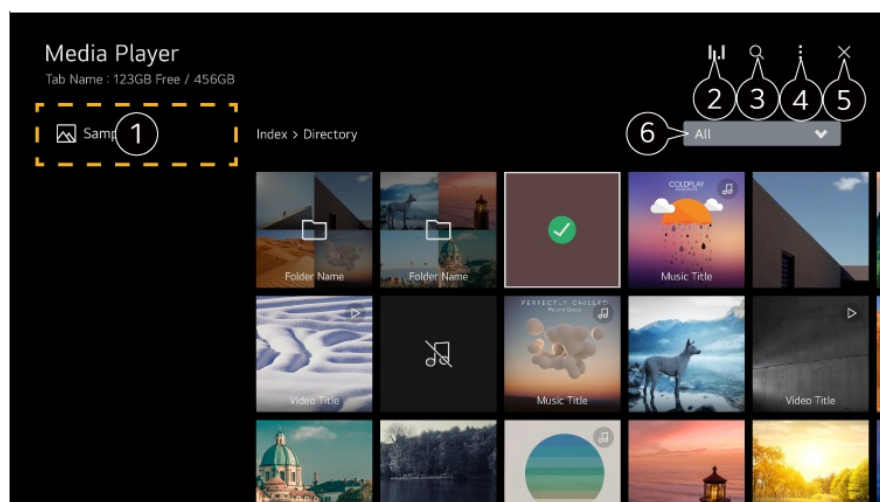 Media Player
Tab Name : 123GB Free / 456GB
2
3
4
5
1
Index > Directory
6
All
Folder Name
Folder Name
COLDPLAY
Music Title
Video Title
PERFECTLY CHILLED
Music Title
Video Title